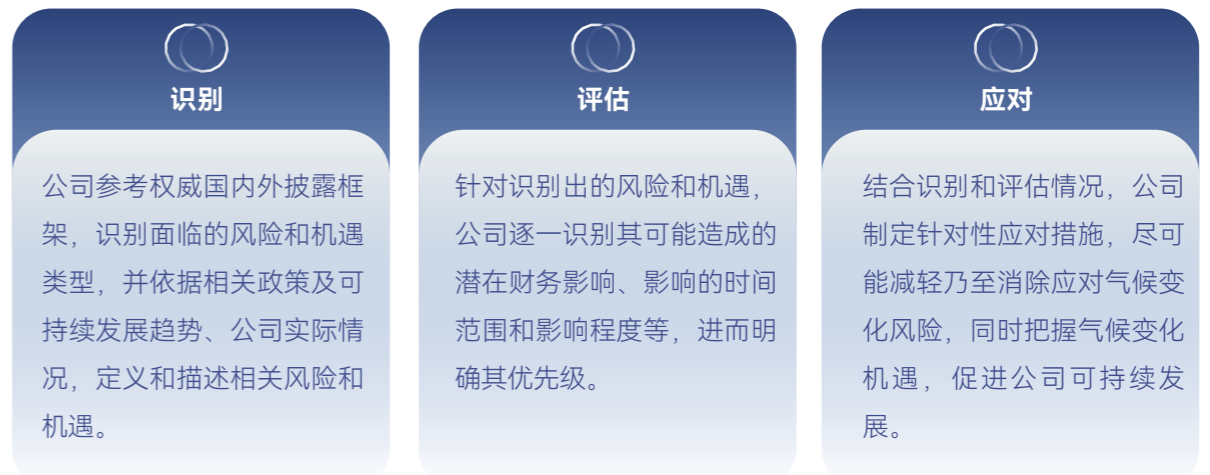 识别
公司参考权威国内外披露框
架，识别面临的风险和机遇
类型，并依据相关政策及可
持续发展趋势、公司实际情
况，定义和描述相关风险和
机遇。
评估
针对识别出的风险和机遇，
公司逐一识别其可能造成的
潜在财务影响、影响的时间
范围和影响程度等，进而明
确其优先级。
应对
结合识别和评估情况，公司
制定针对性应对措施，尽可
能减轻乃至消除应对气候变
化风险，同时把握气候变化
机遇，促进公司可持续发
展。